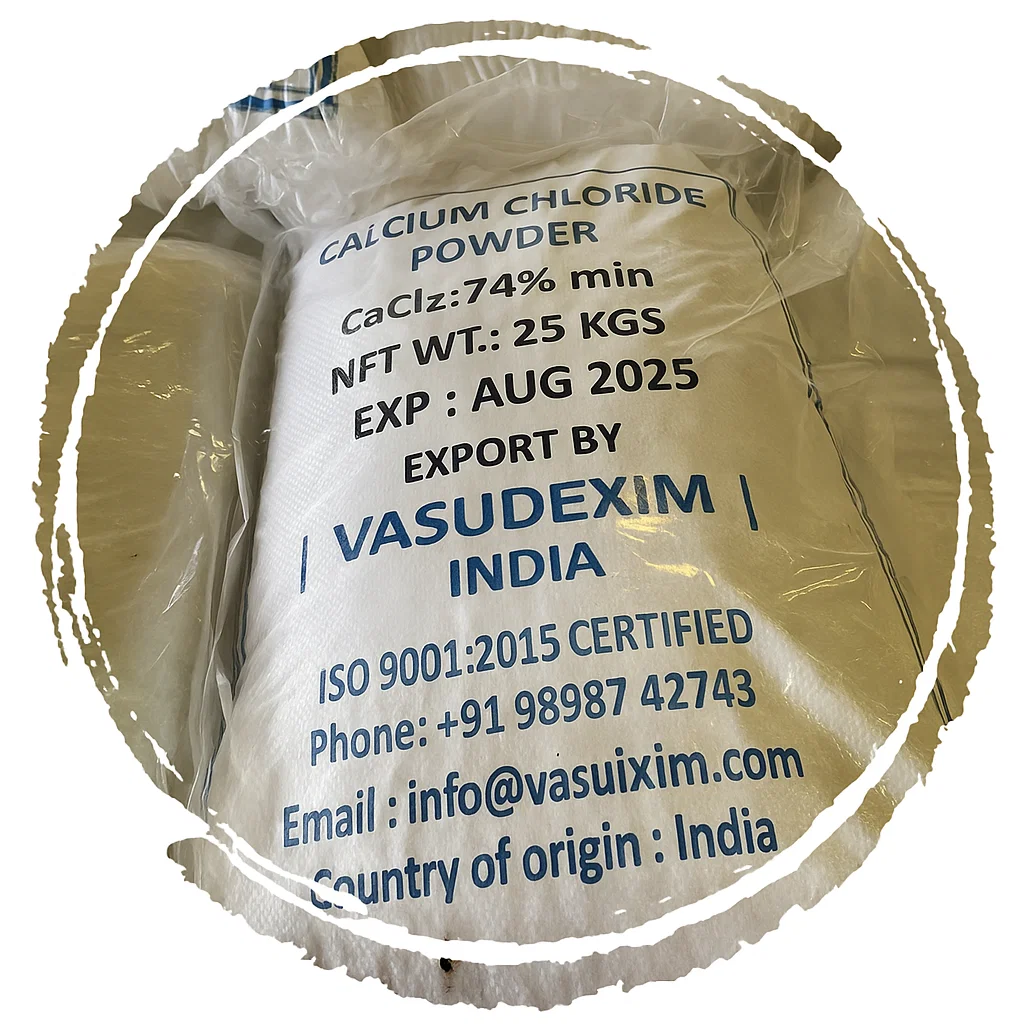 CALCIUM CHLORIDE
POWDER
CaClz:74% min
NFT WT.: 25 KGS
EXP : AUG 2025
EXPORT BY
| VASUDEXIM |
INDIA
ISO 9001:2015 CERTIFIED
Phone: +91 98987 42743
Email : info@vasuixim.com
Country of origin : India